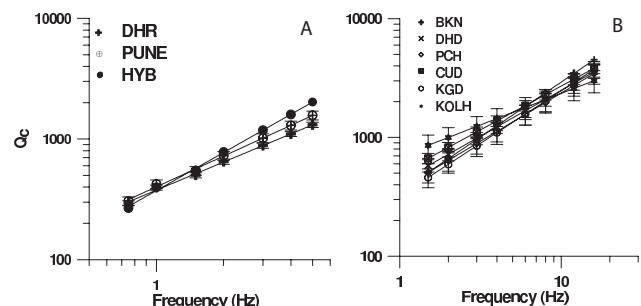 A
10000
1000
100
Qc
DHR
PUNE
HYB
1
Frequency (Hz)
B
10000
1000
100
BKN
DHD
PCH
CUD
KGD
KOLH
1
10
Frequency (Hz)